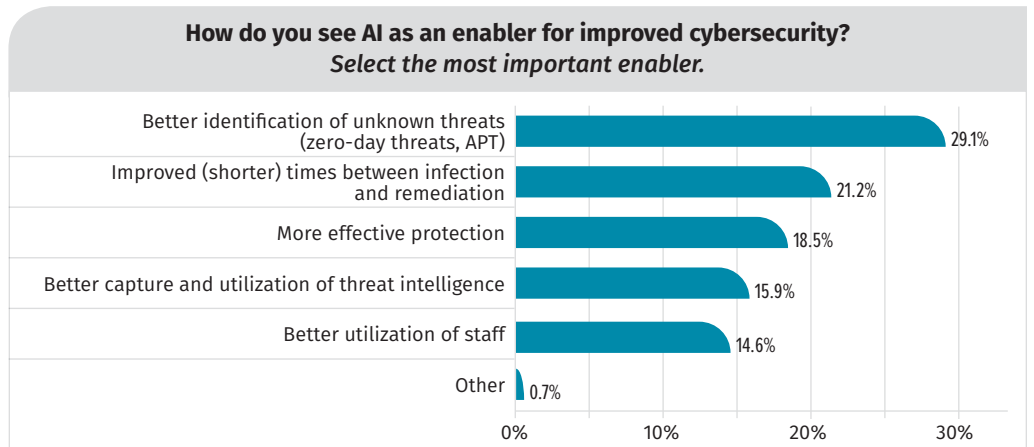 How do you see AI as an enabler for improved cybersecurity?
Select the most important enabler.
Better identification of unknown threats
(zero-day threats, APT)
29.1%
Improved (shorter) times between infection
and remediation
21.2%
More effective protection
18.5%
Better capture and utilization of threat intelligence
15.9%
Better utilization of staff
14.6%
Other
0.7%
0%
10%
20%
30%